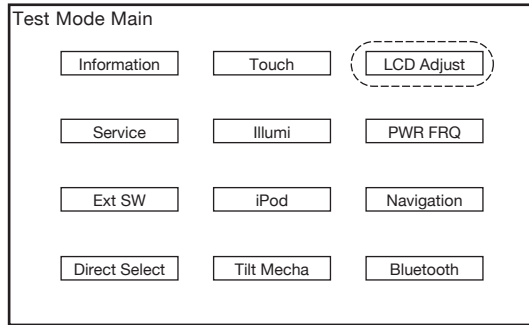 Test Mode Main
Information Touch LCD Adjust
Service Illumi PWR FRQ
Ext SW iPod Navigation
Direct Select Tilt Mecha Bluetooth